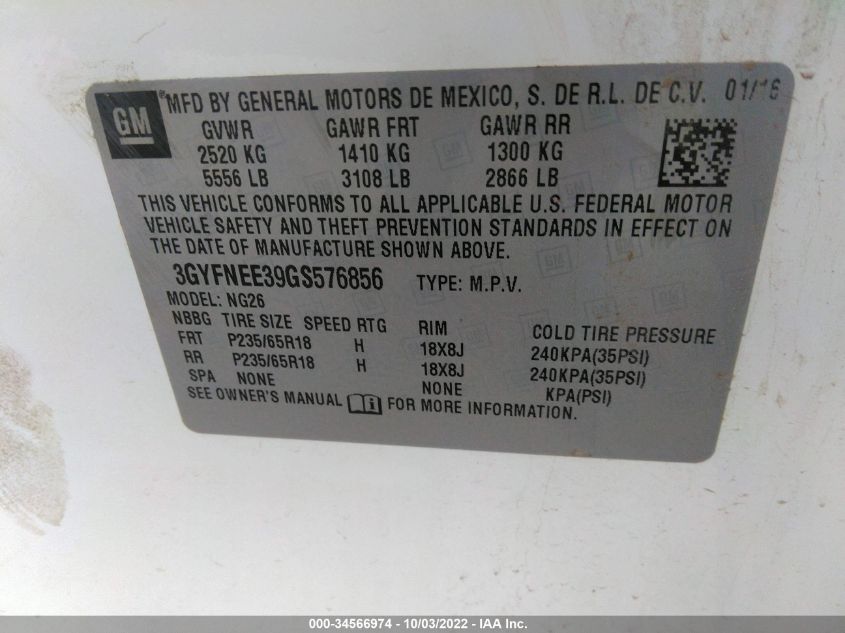 GM ®MFD BY GENERAL MOTORS DE MEXICO, S. DE R.L. DE C.V. 01/16
GVWR GAWR FRT GAWR RR
2520 KG 1410 KG 1300 KG
5556 LB 3108 LB 2866 LB
THIS VEHICLE CONFORMS TO ALL APPLICABLE U.S. FEDERAL MOTOR
VEHICLE SAFETY AND THEFT PREVENTION STANDARDS IN EFFECT ON
THE DATE OF MANUFACTURE SHOWN ABOVE.
3GYFNEE39GS576856 TYPE: M.P.V.
MODEL: NG26
NBBG TIRE SIZE SPEED RTG RIM COLD TIRE PRESSURE
FRT P235/65R18 H 18X8J 240KPA(35PSI)
RR P235/65R18 H 18X8J 240KPA(35PSI)
SPA NONE NONE KPA(PSI)
SEE OWNER'S MANUAL FOR MORE INFORMATION.
000-34566974 - 10/03/2022 - IAA Inc.